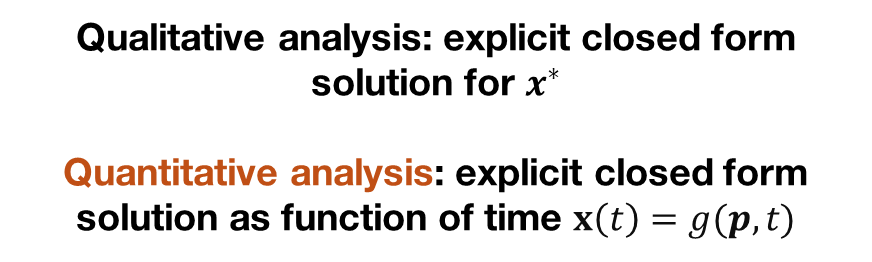 Qualitative analysis: explicit closed form
solution for 𝒙*
Quantitative analysis: explicit closed form
solution as function of time 𝐱(𝑡) = 𝑔(𝒑, 𝑡)